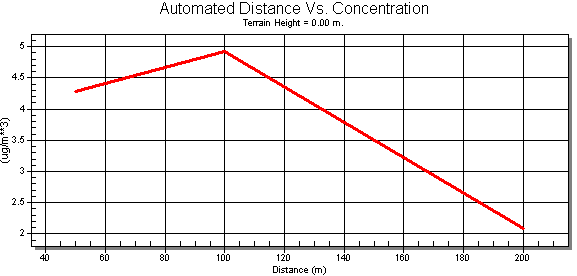 Automated Distance Vs. Concentration
Terrain Height = 0.00 m.
(ug/m**3)
5
4.5
4
3.5
3
2.5
2
40 60 80 100 120 140 160 180 200
Distance (m)